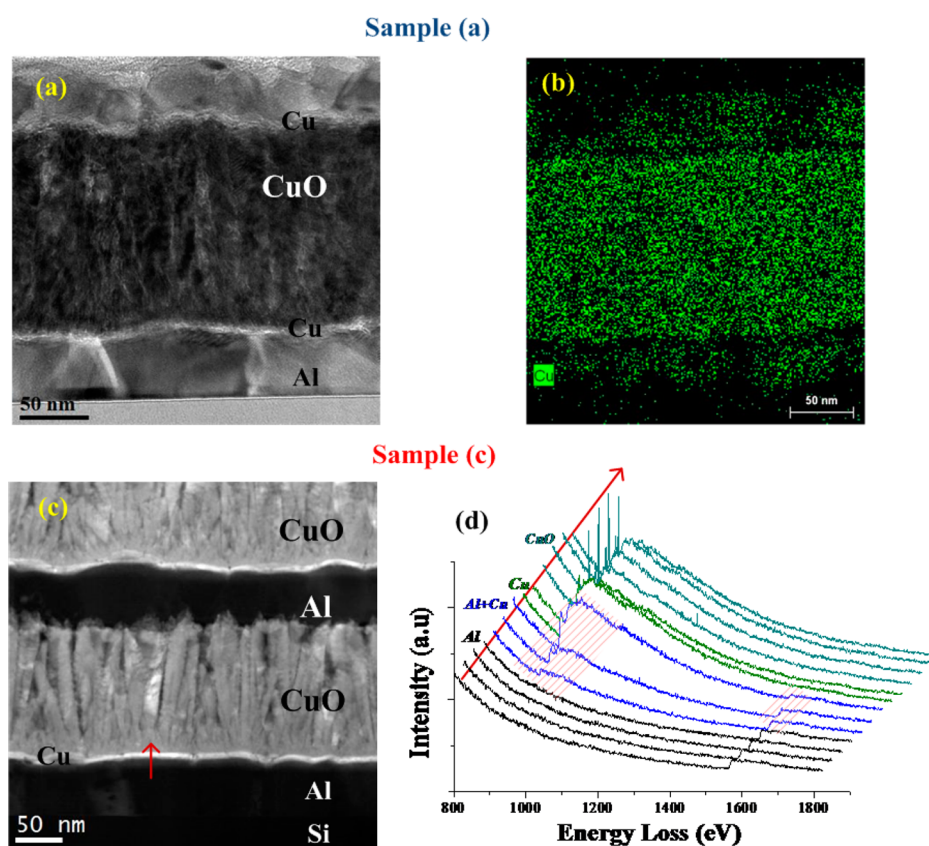 Sample (a)
(a)
Cu
CuO
Cu
Al
50 nm
(b)
Cu
50 nm
Sample (c)
(c)
CuO
Al
CuO
Cu
Al
50 nm
Si
(d)
CuO
Cu
Al+Cu
Al
Intensity (a.u)
800 1000 1200 1400 1600 1800
Energy Loss (eV)